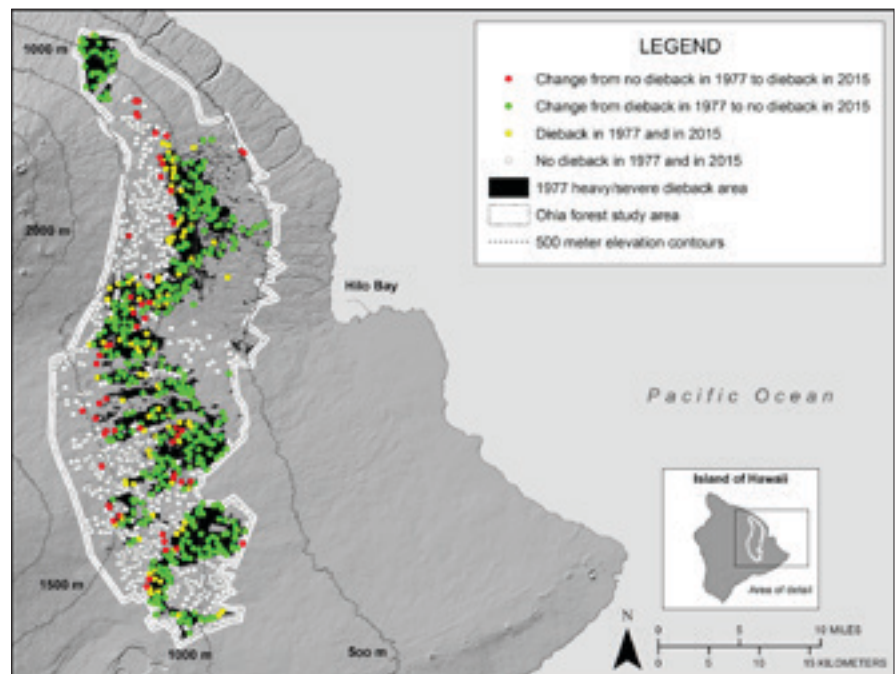 1000 m
LEGEND
Change from no dieback in 1977 to dieback in 2015
Change from dieback in 1977 to no dieback in 2015
Dieback in 1977 and in 2015
No dieback in 1977 and in 2015
1977 heavy/severe dieback area
Ohia forest study area
500 meter elevation contours
2000 m
Hilo Bay
Pacific Ocean
Island of Hawaii
Area of detail
1500 m
1000 m
500 m
N
0 5 10 MILES
0 5 10 15 KILOMETERS